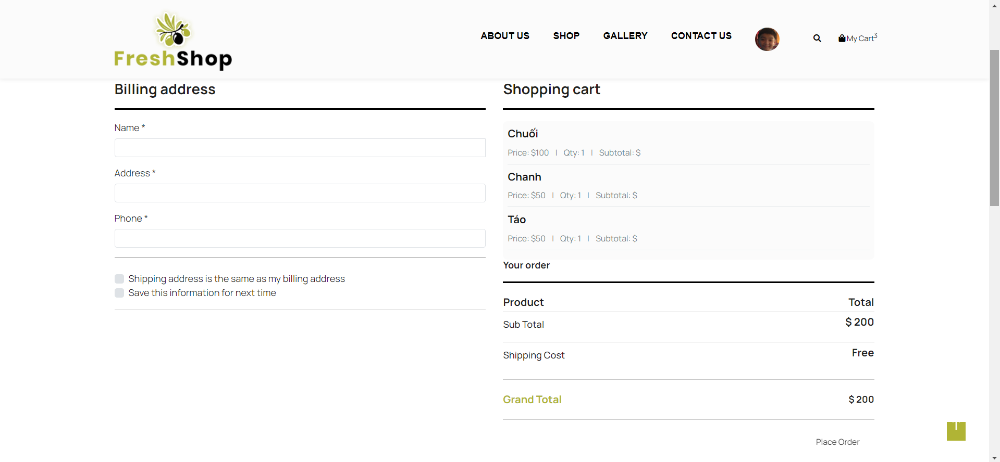 FreshShop
ABOUT US SHOP GALLERY CONTACT US My Cart 3
Billing address
Name *
Address *
Phone *
Shipping address is the same as my billing address
Save this information for next time
Shopping cart
Chuối
Price: $100 | Qty: 1 | Subtotal: $
Chanh
Price: $50 | Qty: 1 | Subtotal: $
Táo
Price: $50 | Qty: 1 | Subtotal: $
Your order
Product Total
Sub Total $ 200
Shipping Cost Free
Grand Total $ 200
Place Order